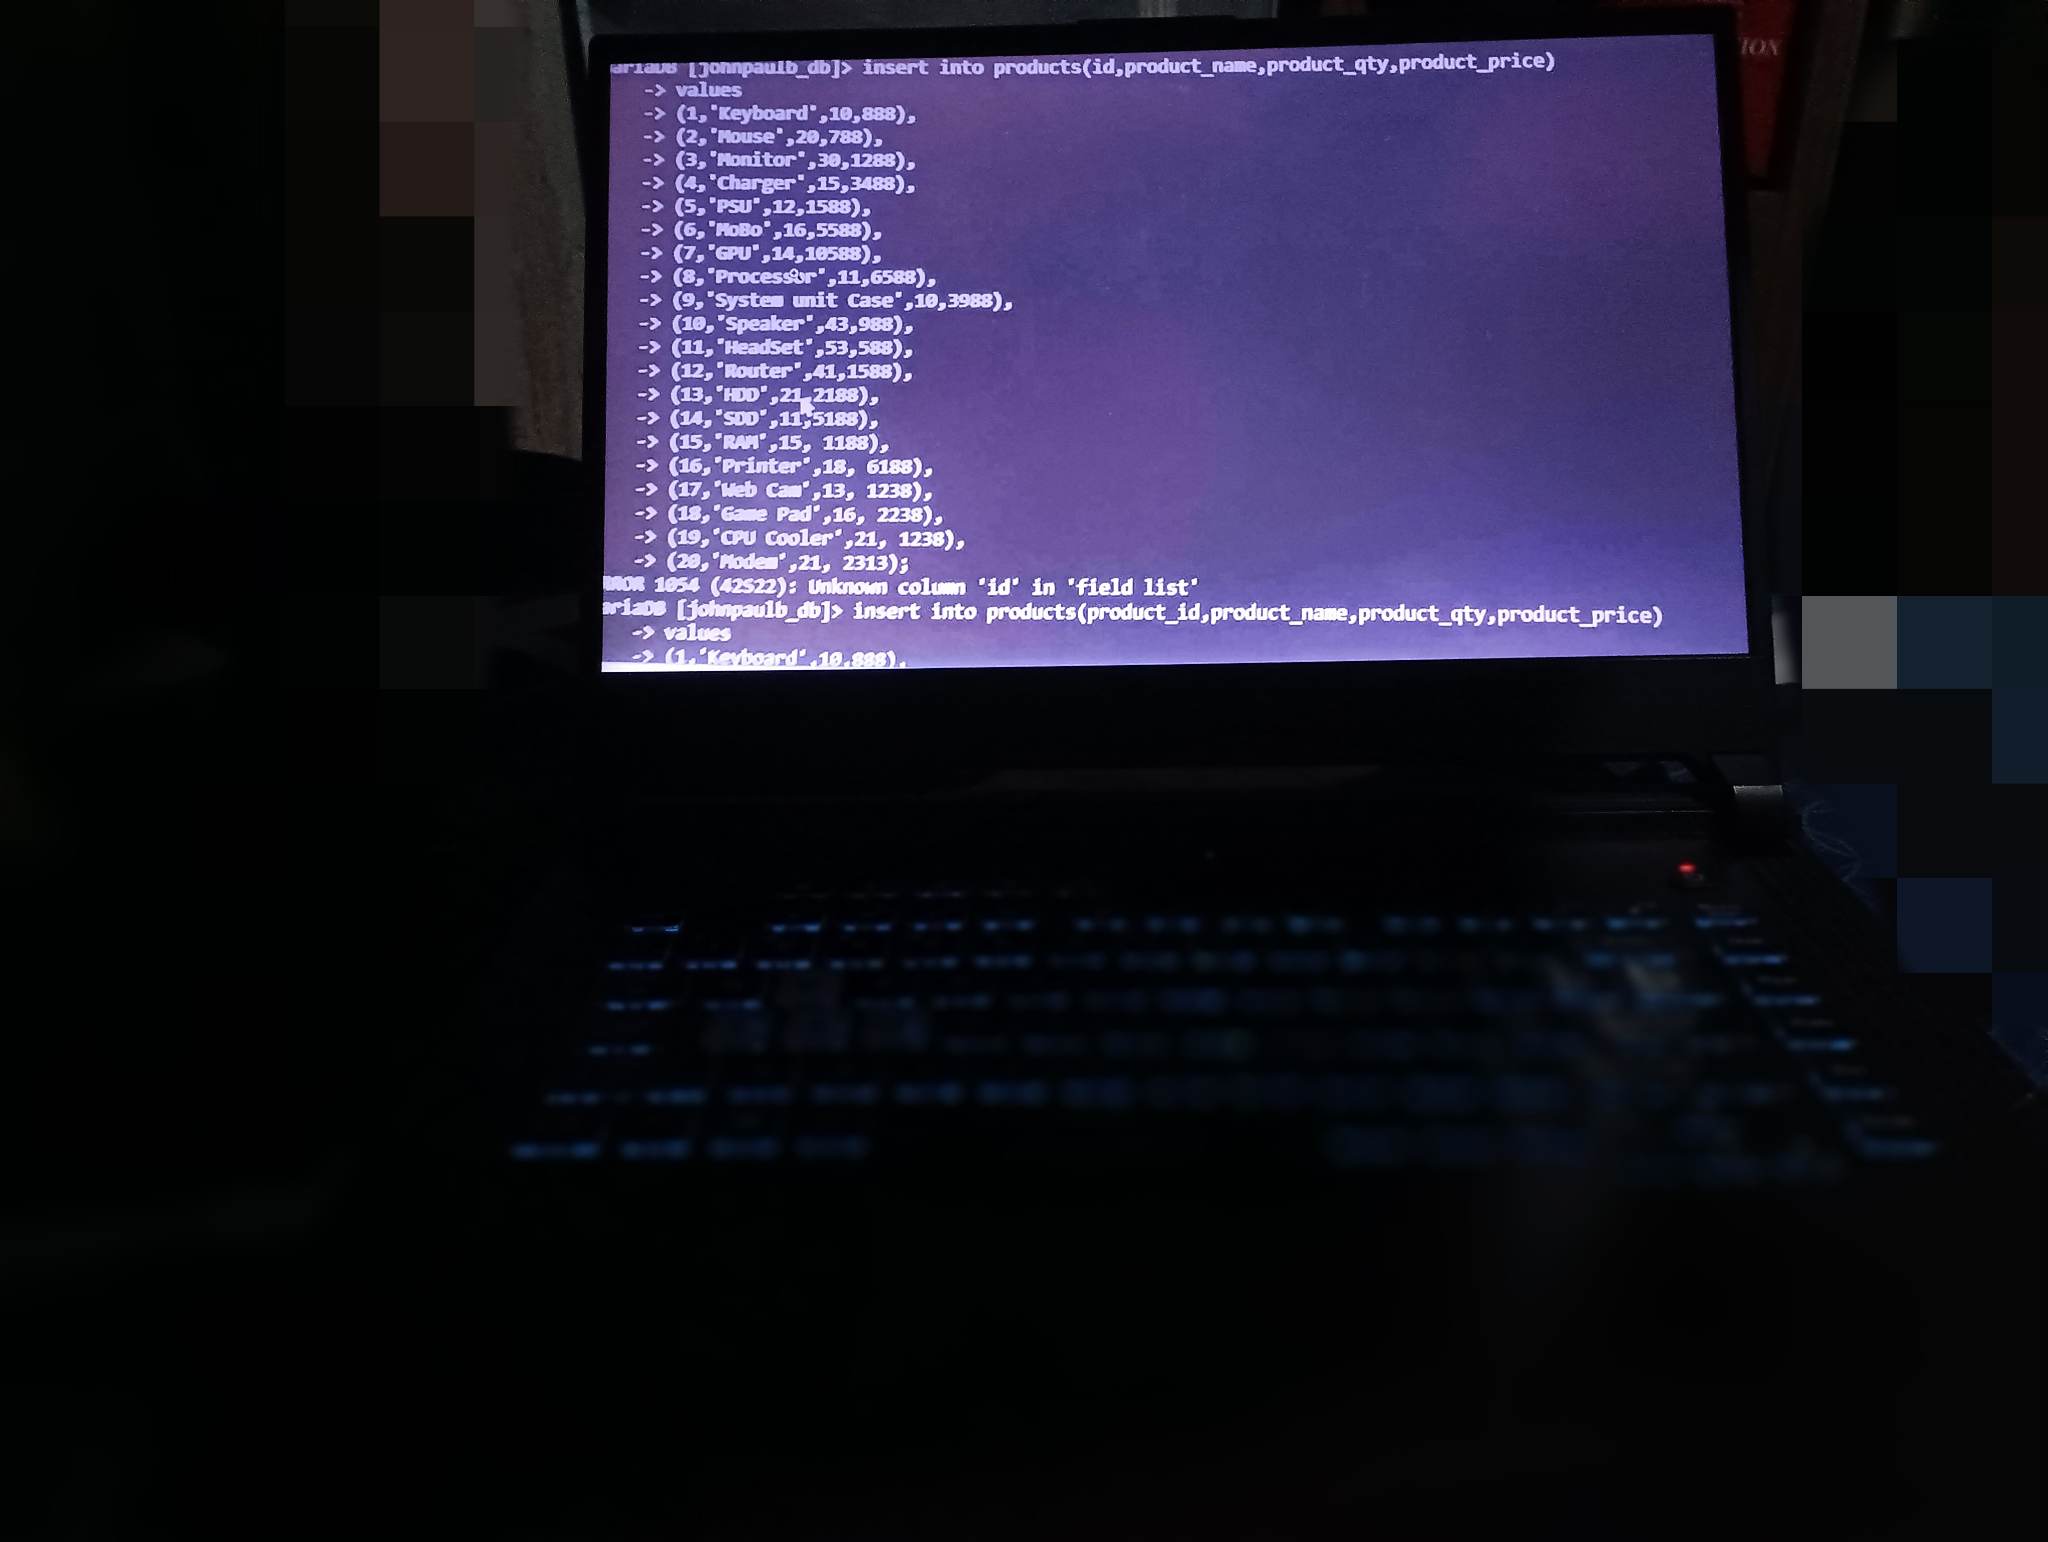 ariaDB [johnpaulb_db]> insert into products(id,product_name,product_qty,product_price)
-> values
-> (1,'Keyboard',10,888),
-> (2,'Mouse',20,788),
-> (3,'Monitor',30,1288),
-> (4,'Charger',15,3488),
-> (5,'PSU',12,1588),
-> (6,'MoBo',16,5588),
-> (7,'GPU',14,10588),
-> (8,'Processor',11,6588),
-> (9,'System unit Case',10,3988),
-> (10,'Speaker',43,988),
-> (11,'HeadSet',53,588),
-> (12,'Router',41,1588),
-> (13,'HDD',21,2188),
-> (14,'SDD',11,5188),
-> (15,'RAM',15, 1188),
-> (16,'Printer',18, 6188),
-> (17,'Web Cam',13, 1238),
-> (18,'Game Pad',16, 2238),
-> (19,'CPU Cooler',21, 1238),
-> (20,'Modem',21, 2313);
RROR 1054 (42S22): Unknown column 'id' in 'field list'
ariaDB [johnpaulb_db]> insert into products(product_id,product_name,product_qty,product_price)
-> values
-> (1,'Keyboard',10,888),
ION